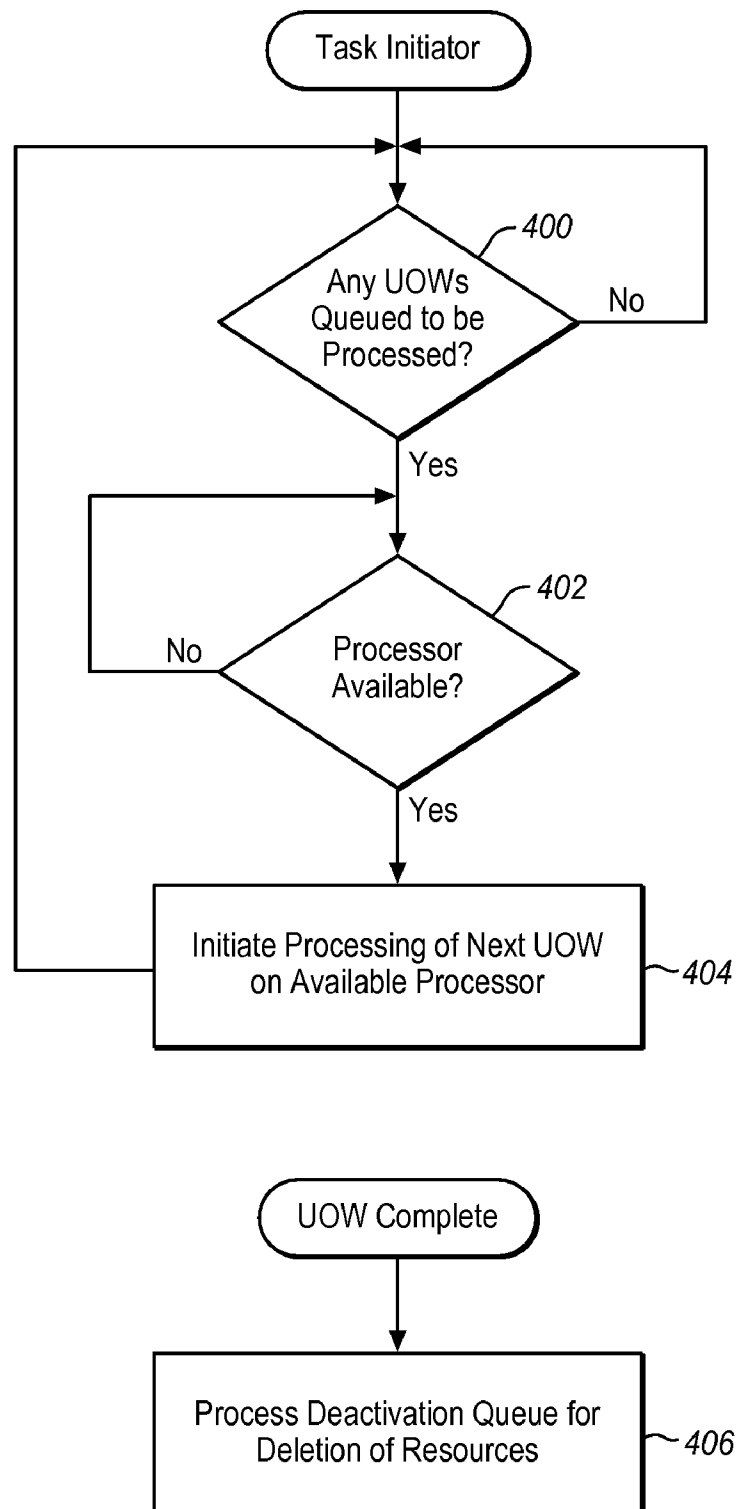 Task Initiator
400
Any UOWs
Queued to be
Processed?
No
Yes
402
Processor
Available?
No
Yes
Initiate Processing of Next UOW
on Available Processor
404
UOW Complete
Process Deactivation Queue for
Deletion of Resources
406